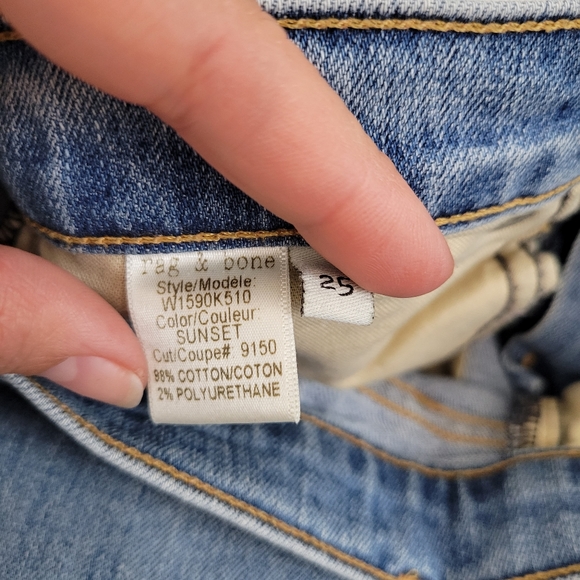 rag & bone
Style/Modele:
W1590K510
Color/Couleur:
SUNSET
Cut/Coupe# 9150
98% COTTON/COTON
2% POLYURETHANE
25